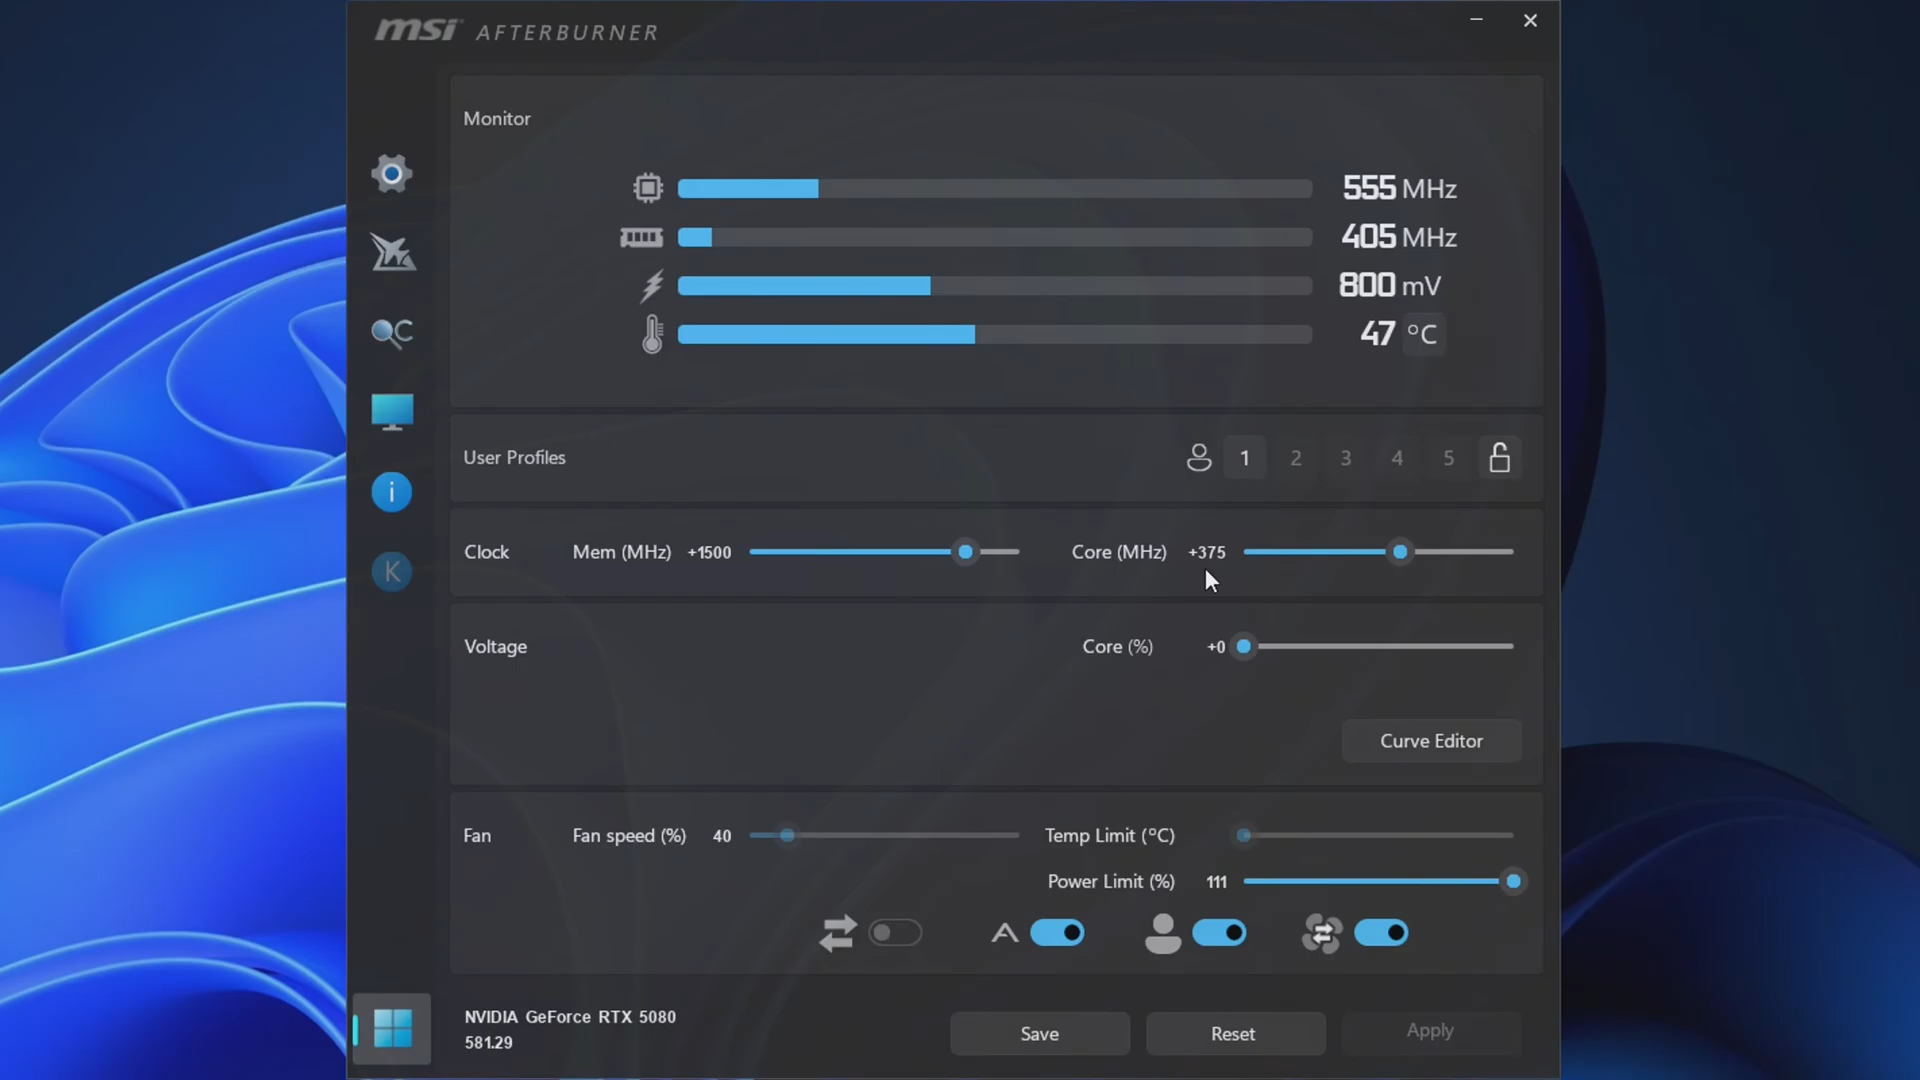 msi AFTERBURNER
Monitor
555 MHz
405 MHz
800 mV
47 °C
User Profiles 1 2 3 4 5
Clock Mem (MHz) +1500 Core (MHz) +375
Voltage Core (%) +0
Curve Editor
Fan Fan speed (%) 40 Temp Limit (°C)
Power Limit (%) 111
NVIDIA GeForce RTX 5080
581.29
Save Reset Apply
°C
i
K